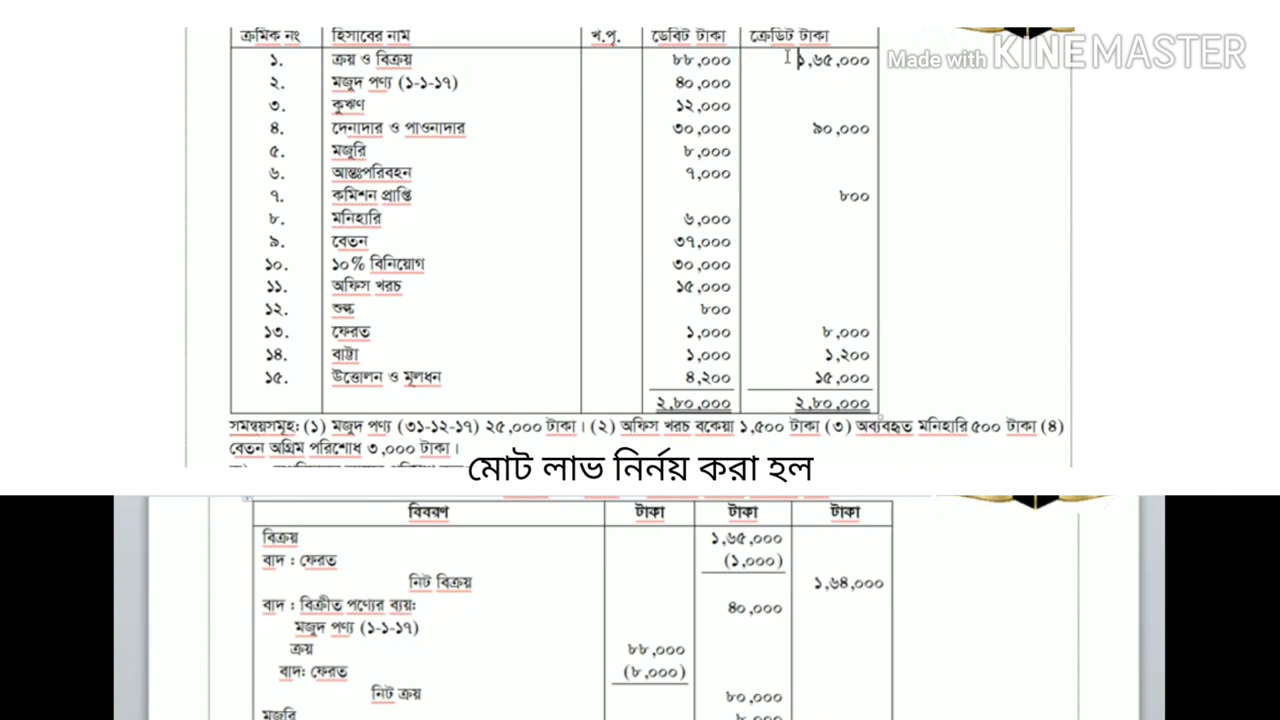 ক্রমিক নং হিসাবের নাম খ.পৃ. ডেবিট টাকা ক্রেডিট টাকা
Made with KINEMASTER
১. ক্রয় ও বিক্রয় ৮৮,০০০ ১,৬৫,০০০
২. মজুদ পণ্য (১-১-১৭) ৪০,০০০
৩. কুঋণ ১২,০০০
৪. দেনাদার ও পাওনাদার ৩০,০০০ ৯০,০০০
৫. মজুরি ৮,০০০
৬. আন্তঃপরিবহন ৭,০০০
৭. কমিশন প্রাপ্তি ৮০০
৮. মনিহারি ৬,০০০
৯. বেতন ৩৭,০০০
১০. ১০% বিনিয়োগ ৩০,০০০
১১. অফিস খরচ ১৫,০০০
১২. শুল্ক ৮০০
১৩. ফেরত ১,০০০ ৮,০০০
১৪. বাট্টা ১,০০০ ১,২০০
১৫. উত্তোলন ও মূলধন ৪,২০০ ১৫,০০০
২,৮০,০০০ ২,৮০,০০০
সমন্বয়সমূহ: (১) মজুদ পণ্য (৩১-১২-১৭) ২৫,০০০ টাকা। (২) অফিস খরচ বকেয়া ১,৫০০ টাকা (৩) অব্যবহৃত মনিহারি ৫০০ টাকা (৪)
বেতন অগ্রিম পরিশোধ ৩,০০০ টাকা।
মোট লাভ নির্নয় করা হল
বিবরণ টাকা টাকা টাকা
বিক্রয় ১,৬৫,০০০
বাদ : ফেরত (১,০০০)
নিট বিক্রয় ১,৬৪,০০০
বাদ : বিক্রীত পণ্যের ব্যয়: ৪০,০০০
মজুদ পণ্য (১-১-১৭)
ক্রয় ৮৮,০০০
বাদ: ফেরত (৮,০০০)
নিট ক্রয় ৮০,০০০
মজুরি ৮,০০০